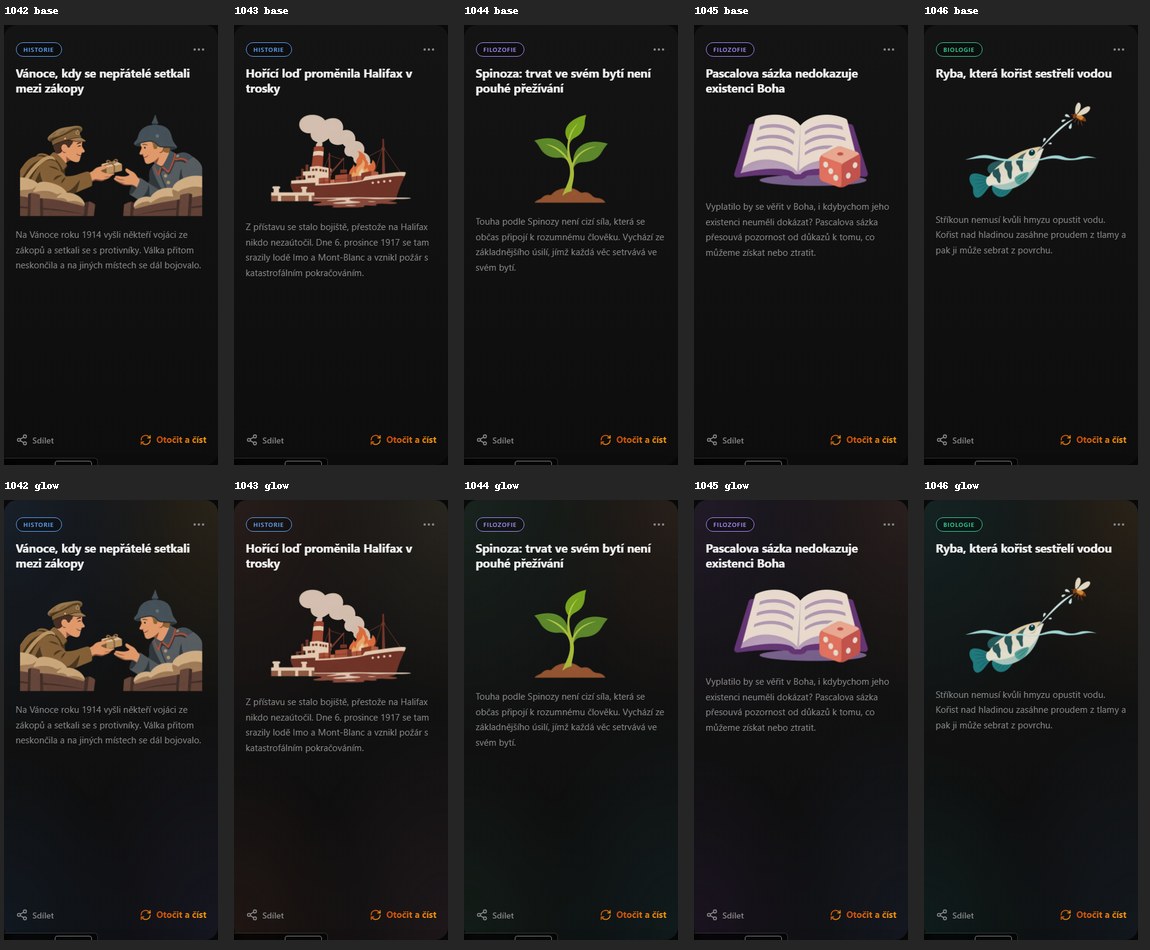 1042 base
HISTORIE
Vánoce, kdy se nepřátelé setkali
mezi zákopy
Na Vánoce roku 1914 vyšli někteří vojáci ze
zákopů a setkali se s protivníky. Válka přitom
neskončila a na jiných místech se dál bojovalo.
Sdílet
Otočit a číst
1043 base
HISTORIE
Hořící loď proměnila Halifax v
trosky
Z přístavu se stalo bojiště, přestože na Halifax
nikdo nezaútočil. Dne 6. prosince 1917 se tam
srazily lodě Imo a Mont-Blanc a vznikl požár s
katastrofálním pokračováním.
Sdílet
Otočit a číst
1044 base
FILOZOFIE
Spinoza: trvat ve svém bytí není
pouhé přežívání
Touha podle Spinozy není cizí síla, která se
občas připojí k rozumnému člověku. Vychází ze
základnějšího úsilí, jímž každá věc setrvává ve
svém bytí.
Sdílet
Otočit a číst
1045 base
FILOZOFIE
Pascalova sázka nedokazuje
existenci Boha
Vyplatilo by se věřit v Boha, i kdybychom jeho
existenci neuměli dokázat? Pascalova sázka
přesouvá pozornost od důkazů k tomu, co
můžeme získat nebo ztratit.
Sdílet
Otočit a číst
1046 base
BIOLOGIE
Ryba, která kořist sestřelí vodou
Stříkoun nemusí kvůli hmyzu opustit vodu.
Kořist nad hladinou zasáhne proudem z tlamy a
pak ji může sebrat z povrchu.
Sdílet
Otočit a číst
1042 glow
HISTORIE
Vánoce, kdy se nepřátelé setkali
mezi zákopy
Na Vánoce roku 1914 vyšli někteří vojáci ze
zákopů a setkali se s protivníky. Válka přitom
neskončila a na jiných místech se dál bojovalo.
Sdílet
Otočit a číst
1043 glow
HISTORIE
Hořící loď proměnila Halifax v
trosky
Z přístavu se stalo bojiště, přestože na Halifax
nikdo nezaútočil. Dne 6. prosince 1917 se tam
srazily lodě Imo a Mont-Blanc a vznikl požár s
katastrofálním pokračováním.
Sdílet
Otočit a číst
1044 glow
FILOZOFIE
Spinoza: trvat ve svém bytí není
pouhé přežívání
Touha podle Spinozy není cizí síla, která se
občas připojí k rozumnému člověku. Vychází ze
základnějšího úsilí, jímž každá věc setrvává ve
svém bytí.
Sdílet
Otočit a číst
1045 glow
FILOZOFIE
Pascalova sázka nedokazuje
existenci Boha
Vyplatilo by se věřit v Boha, i kdybychom jeho
existenci neuměli dokázat? Pascalova sázka
přesouvá pozornost od důkazů k tomu, co
můžeme získat nebo ztratit.
Sdílet
Otočit a číst
1046 glow
BIOLOGIE
Ryba, která kořist sestřelí vodou
Stříkoun nemusí kvůli hmyzu opustit vodu.
Kořist nad hladinou zasáhne proudem z tlamy a
pak ji může sebrat z povrchu.
Sdílet
Otočit a číst